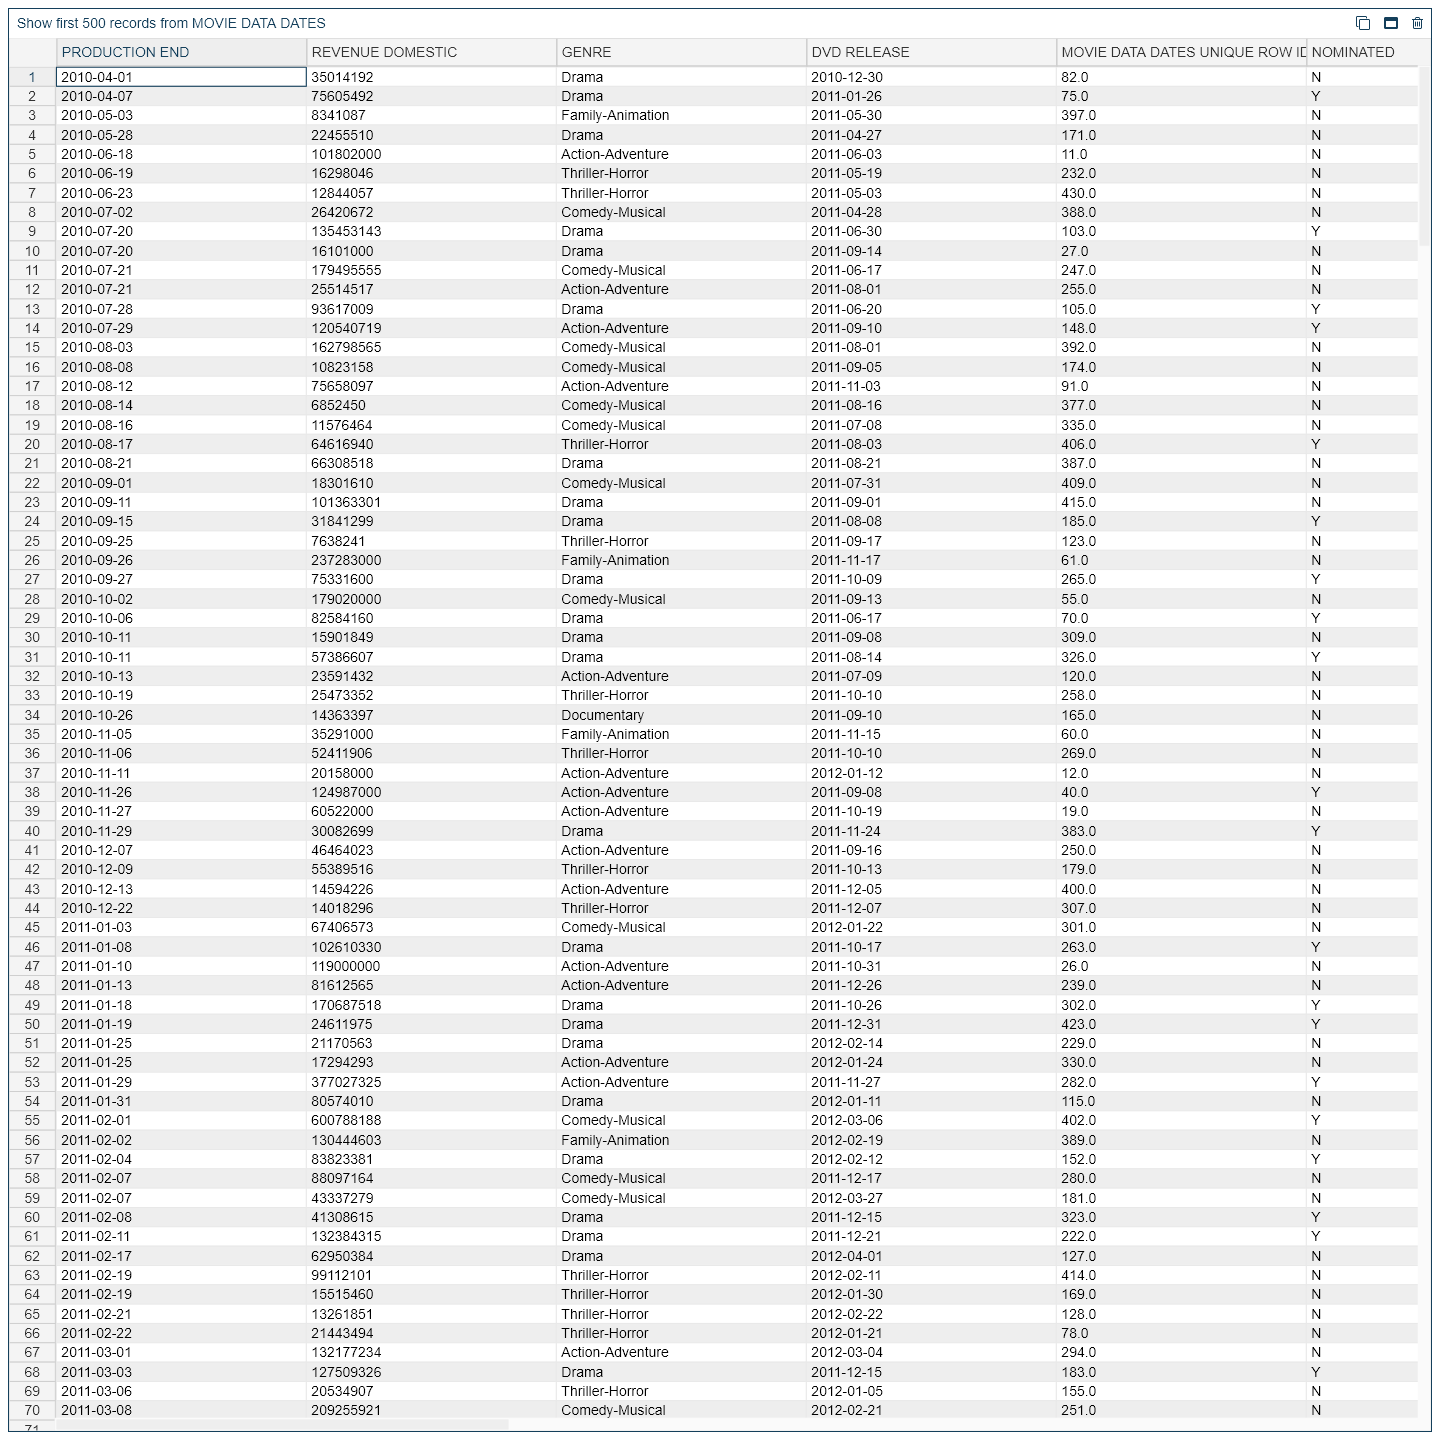 Show first 500 records from MOVIE DATA DATES
PRODUCTION END REVENUE DOMESTIC GENRE DVD RELEASE MOVIE DATA DATES UNIQUE ROW ID NOMINATED
1 2010-04-01 35014192 Drama 2010-12-30 82.0 N
2 2010-04-07 75605492 Drama 2011-01-26 75.0 Y
3 2010-05-03 8341087 Family-Animation 2011-05-30 397.0 N
4 2010-05-28 22455510 Drama 2011-04-27 171.0 N
5 2010-06-18 101802000 Action-Adventure 2011-06-03 11.0 N
6 2010-06-19 16298046 Thriller-Horror 2011-05-19 232.0 N
7 2010-06-23 12844057 Thriller-Horror 2011-05-03 430.0 N
8 2010-07-02 26420672 Comedy-Musical 2011-04-28 388.0 N
9 2010-07-20 135453143 Drama 2011-06-30 103.0 Y
10 2010-07-20 16101000 Drama 2011-09-14 27.0 N
11 2010-07-21 179495555 Comedy-Musical 2011-06-17 247.0 N
12 2010-07-21 25514517 Action-Adventure 2011-08-01 255.0 N
13 2010-07-28 93617009 Drama 2011-06-20 105.0 Y
14 2010-07-29 120540719 Action-Adventure 2011-09-10 148.0 Y
15 2010-08-03 162798565 Comedy-Musical 2011-08-01 392.0 N
16 2010-08-08 10823158 Comedy-Musical 2011-09-05 174.0 N
17 2010-08-12 75658097 Action-Adventure 2011-11-03 91.0 N
18 2010-08-14 6852450 Comedy-Musical 2011-08-16 377.0 N
19 2010-08-16 11576464 Comedy-Musical 2011-07-08 335.0 N
20 2010-08-17 64616940 Thriller-Horror 2011-08-03 406.0 Y
21 2010-08-21 66308518 Drama 2011-08-21 387.0 N
22 2010-09-01 18301610 Comedy-Musical 2011-07-31 409.0 N
23 2010-09-11 101363301 Drama 2011-09-01 415.0 N
24 2010-09-15 31841299 Drama 2011-08-08 185.0 Y
25 2010-09-25 7638241 Thriller-Horror 2011-09-17 123.0 N
26 2010-09-26 237283000 Family-Animation 2011-11-17 61.0 N
27 2010-09-27 75331600 Drama 2011-10-09 265.0 Y
28 2010-10-02 179020000 Comedy-Musical 2011-09-13 55.0 N
29 2010-10-06 82584160 Drama 2011-06-17 70.0 Y
30 2010-10-11 15901849 Drama 2011-09-08 309.0 N
31 2010-10-11 57386607 Drama 2011-08-14 326.0 Y
32 2010-10-13 23591432 Action-Adventure 2011-07-09 120.0 N
33 2010-10-19 25473352 Thriller-Horror 2011-10-10 258.0 N
34 2010-10-26 14363397 Documentary 2011-09-10 165.0 N
35 2010-11-05 35291000 Family-Animation 2011-11-15 60.0 N
36 2010-11-06 52411906 Thriller-Horror 2011-10-10 269.0 N
37 2010-11-11 20158000 Action-Adventure 2012-01-12 12.0 N
38 2010-11-26 124987000 Action-Adventure 2011-09-08 40.0 Y
39 2010-11-27 60522000 Action-Adventure 2011-10-19 19.0 N
40 2010-11-29 30082699 Drama 2011-11-24 383.0 Y
41 2010-12-07 46464023 Action-Adventure 2011-09-16 250.0 N
42 2010-12-09 55389516 Thriller-Horror 2011-10-13 179.0 N
43 2010-12-13 14594226 Action-Adventure 2011-12-05 400.0 N
44 2010-12-22 14018296 Thriller-Horror 2011-12-07 307.0 N
45 2011-01-03 67406573 Comedy-Musical 2012-01-22 301.0 N
46 2011-01-08 102610330 Drama 2011-10-17 263.0 Y
47 2011-01-10 119000000 Action-Adventure 2011-10-31 26.0 N
48 2011-01-13 81612565 Action-Adventure 2011-12-26 239.0 N
49 2011-01-18 170687518 Drama 2011-10-26 302.0 Y
50 2011-01-19 24611975 Drama 2011-12-31 423.0 Y
51 2011-01-25 21170563 Drama 2012-02-14 229.0 N
52 2011-01-25 17294293 Action-Adventure 2012-01-24 330.0 N
53 2011-01-29 377027325 Action-Adventure 2011-11-27 282.0 Y
54 2011-01-31 80574010 Drama 2012-01-11 115.0 N
55 2011-02-01 600788188 Comedy-Musical 2012-03-06 402.0 Y
56 2011-02-02 130444603 Family-Animation 2012-02-19 389.0 N
57 2011-02-04 83823381 Drama 2012-02-12 152.0 Y
58 2011-02-07 88097164 Comedy-Musical 2011-12-17 280.0 N
59 2011-02-07 43337279 Comedy-Musical 2012-03-27 181.0 N
60 2011-02-08 41308615 Drama 2011-12-15 323.0 Y
61 2011-02-11 132384315 Drama 2011-12-21 222.0 Y
62 2011-02-17 62950384 Drama 2012-04-01 127.0 N
63 2011-02-19 99112101 Thriller-Horror 2012-02-11 414.0 N
64 2011-02-19 15515460 Thriller-Horror 2012-01-30 169.0 N
65 2011-02-21 13261851 Thriller-Horror 2012-02-22 128.0 N
66 2011-02-22 21443494 Thriller-Horror 2012-01-21 78.0 N
67 2011-03-01 132177234 Action-Adventure 2012-03-04 294.0 N
68 2011-03-03 127509326 Drama 2011-12-15 183.0 Y
69 2011-03-06 20534907 Thriller-Horror 2012-01-05 155.0 N
70 2011-03-08 209255921 Comedy-Musical 2012-02-21 251.0 N
71